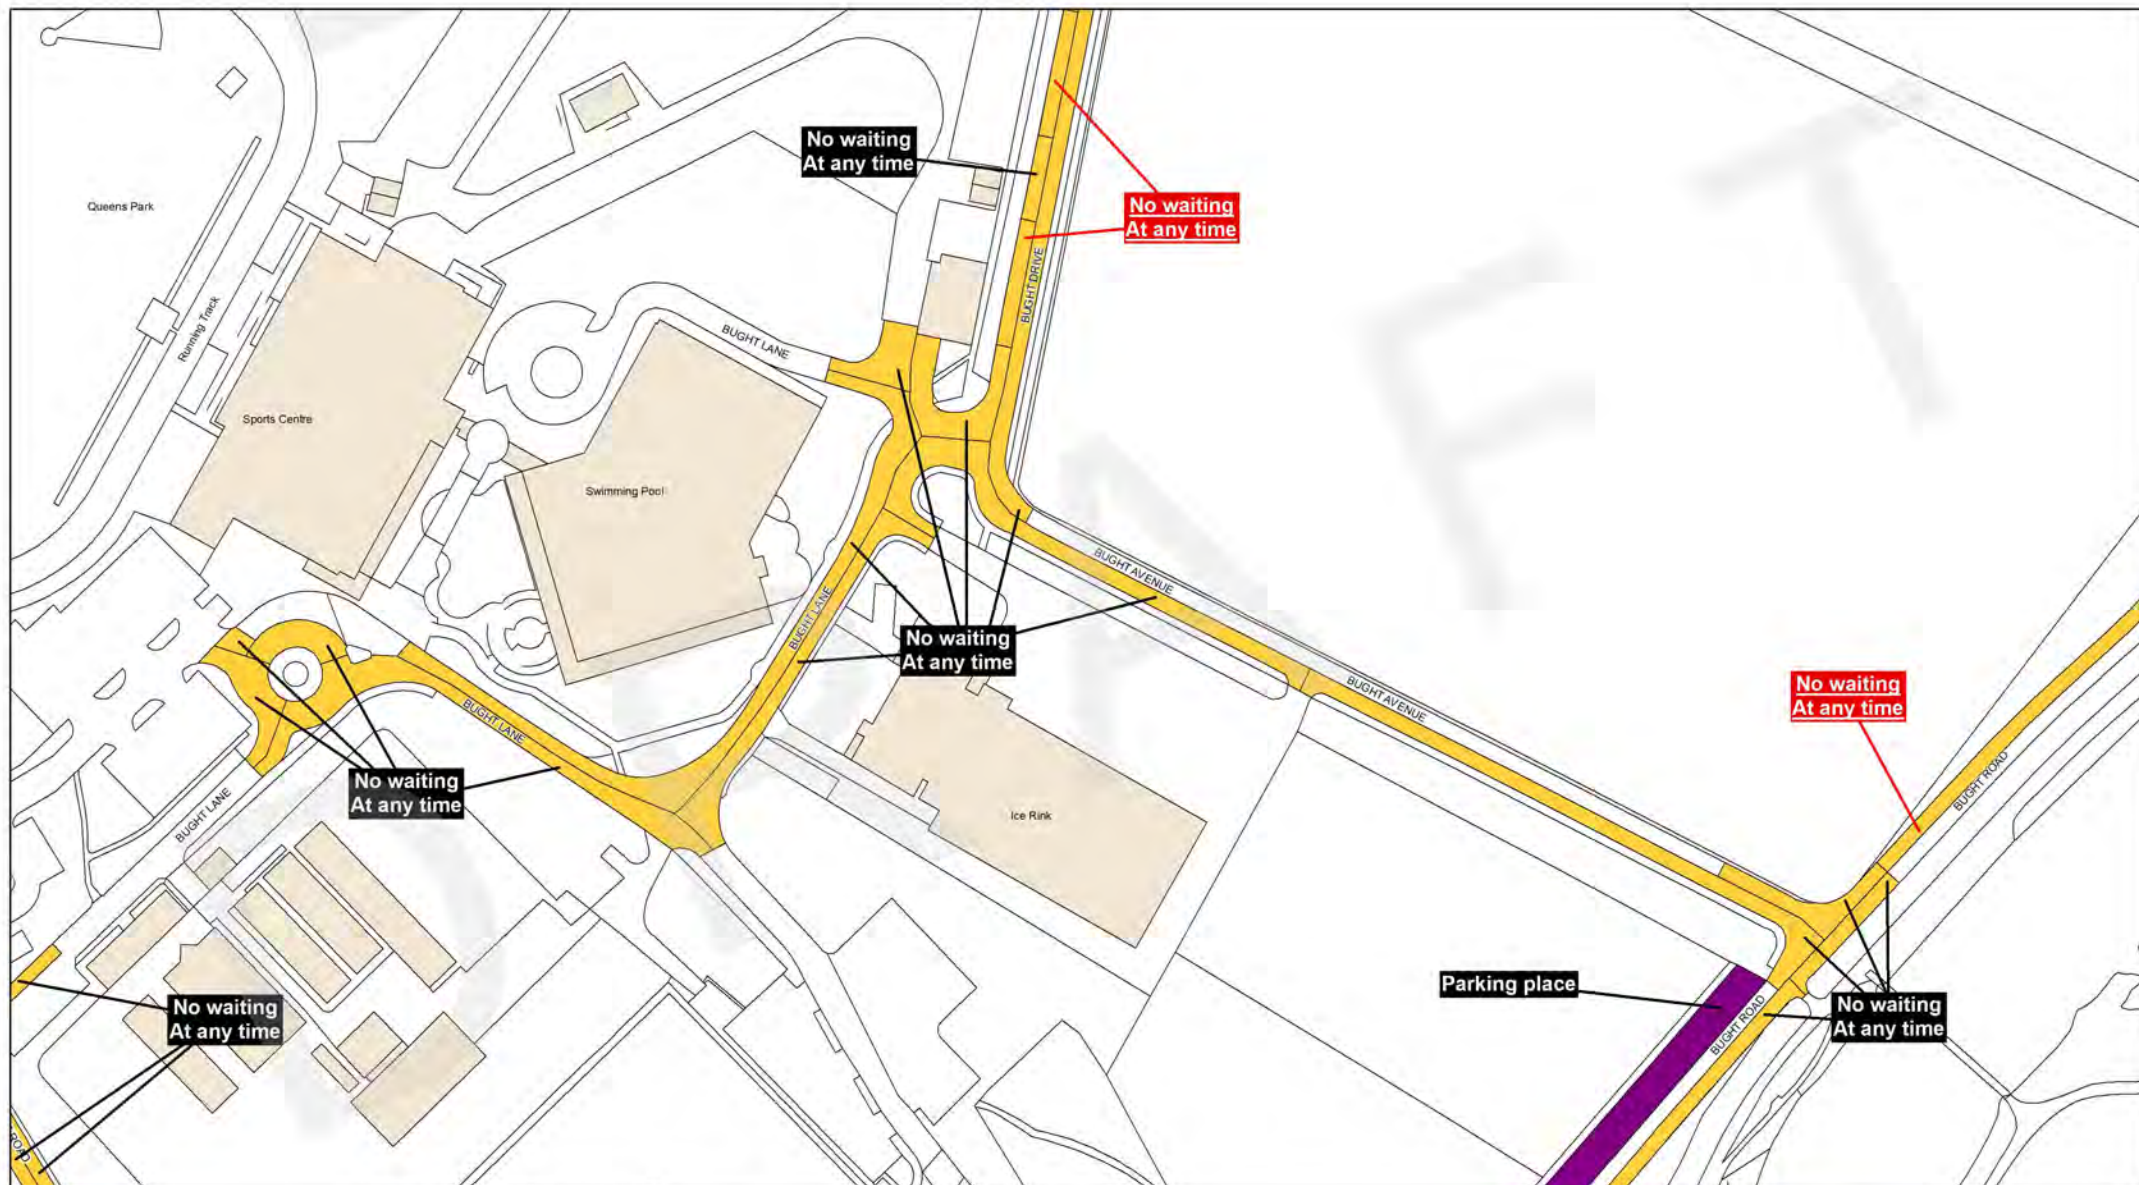 No waiting
At any time
No waiting
At any time
Queens Park
BUGHT DRIVE
Running Track
BUGHT LANE
Sports Centre
Swimming Pool
BUGHT AVENUE
BUGHT LANE
No waiting
At any time
BUGHT AVENUE
No waiting
At any time
BUGHT LANE
BUGHT ROAD
No waiting
At any time
BUGHT LANE
Ice Rink
Parking place
No waiting
At any time
BUGHT ROAD
No waiting
At any time
ROAD
DRAFT